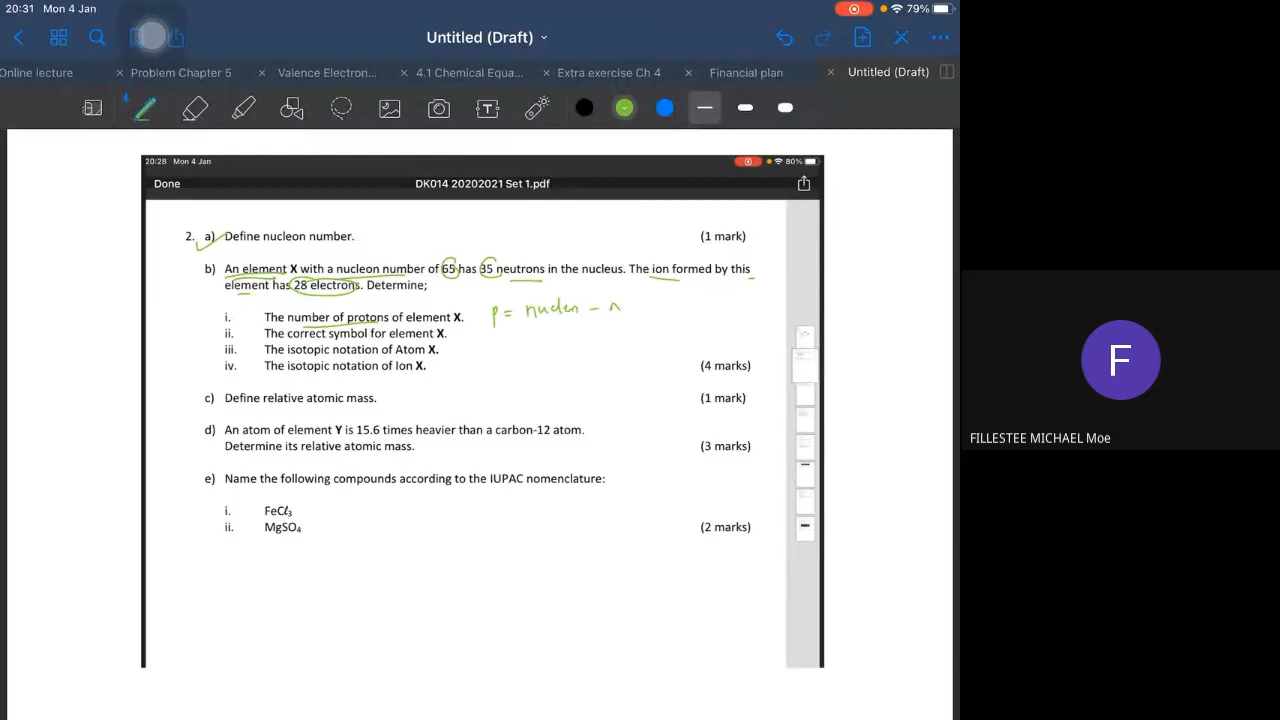 20:31 Mon 4 Jan
79%
Untitled (Draft)
Online lecture
Problem Chapter 5
Valence Electron...
4.1 Chemical Equa...
Extra exercise Ch 4
Financial plan
Untitled (Draft)
20:28 Mon 4 Jan
80%
Done
DK014 20202021 Set 1.pdf
2. a) Define nucleon number. (1 mark)
b) An element X with a nucleon number of 65 has 35 neutrons in the nucleus. The ion formed by this
element has 28 electrons. Determine;
i. The number of protons of element X.
p = nucleon - n
ii. The correct symbol for element X.
iii. The isotopic notation of Atom X.
iv. The isotopic notation of Ion X. (4 marks)
c) Define relative atomic mass. (1 mark)
d) An atom of element Y is 15.6 times heavier than a carbon-12 atom.
Determine its relative atomic mass. (3 marks)
e) Name the following compounds according to the IUPAC nomenclature:
i. FeCℓ₃
ii. MgSO₄ (2 marks)
F
FILLESTEE MICHAEL Moe